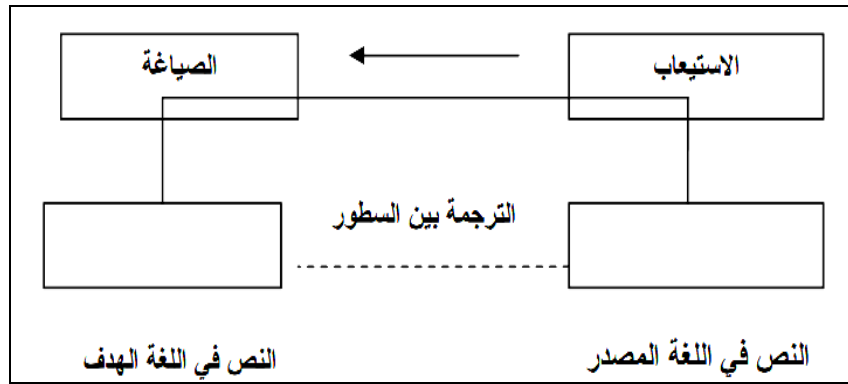 الاستيعاب
الصياغة
الترجمة بين السطور
النص في اللغة المصدر
النص في اللغة الهدف